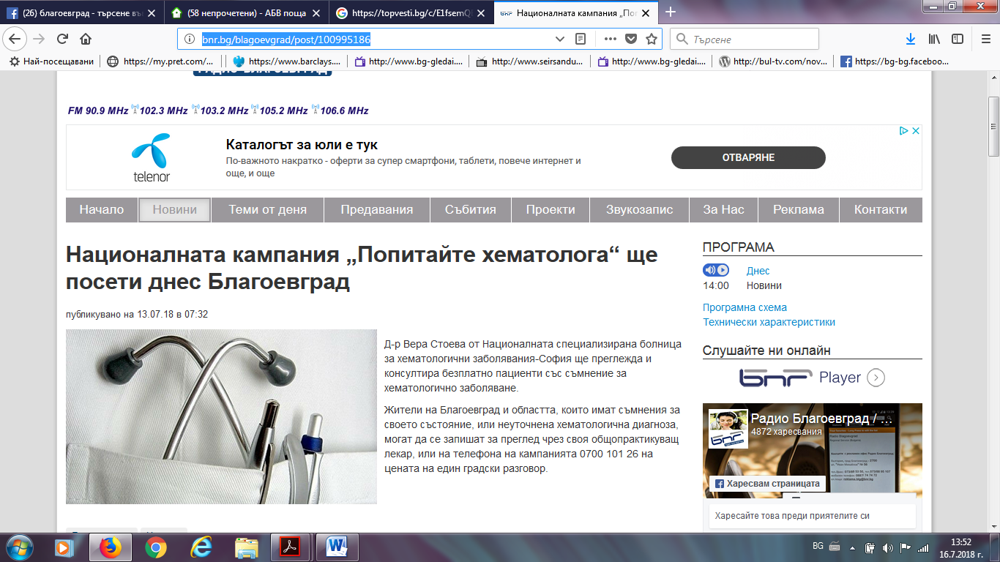 (26) благоевград - търсене въ
(58 непрочетени) - АБВ поща
https://topvesti.bg/c/E1fsemQ
Националната кампания „Поп
bnr.bg/blagoevgrad/post/100995186
Търсене
Най-посещавани
https://my.pret.com/...
https://www.barclays....
http://www.bg-gledai....
http://www.seirsandu...
http://www.bg-gledai....
http://bul-tv.com/nov...
https://bg-bg.faceboo...
РАДИО БЛАГОЕВГРАД
FM 90.9 MHz 102.3 MHz 103.2 MHz 105.2 MHz 106.6 MHz
telenor
Каталогът за юли е тук
По-важното накратко - оферти за супер смартфони, таблети, повече интернет и
още, и още
ОТВАРЯНЕ
Начало Новини Теми от деня Предавания Събития Проекти Звукозапис За Нас Реклама Контакти
Националната кампания „Попитайте хематолога“ ще
посети днес Благоевград
публикувано на 13.07.18 в 07:32
Д-р Вера Стоева от Националната специализирана болница
за хематологични заболявания-София ще преглежда и
консултира безплатно пациенти със съмнение за
хематологично заболяване.
Жители на Благоевград и областта, които имат съмнения за
своето състояние, или неуточнена хематологична диагноза,
могат да се запишат за преглед чрез своя общопрактикуващ
лекар, или на телефона на кампанията 0700 101 26 на
цената на един градски разговор.
ПРОГРАМА
Днес
14:00 Новини
Програмна схема
Технически характеристики
Слушайте ни онлайн
bnr Player
Радио Благоевград / ...
4872 харесвания
Харесвам страницата
Харесайте това преди приятелите си
BG
13:52
16.7.2018 г.